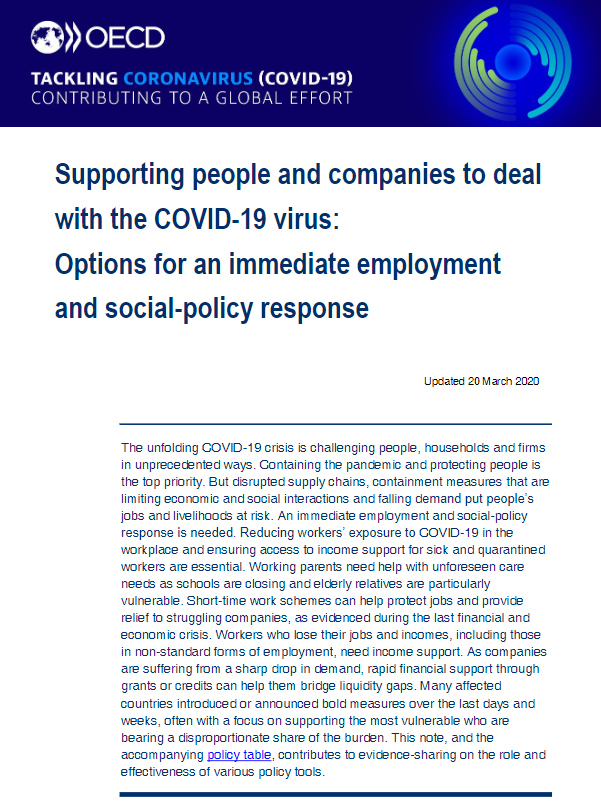 OECD
TACKLING CORONAVIRUS (COVID-19)
CONTRIBUTING TO A GLOBAL EFFORT
Supporting people and companies to deal
with the COVID-19 virus:
Options for an immediate employment
and social-policy response
Updated 20 March 2020
The unfolding COVID-19 crisis is challenging people, households and firms
in unprecedented ways. Containing the pandemic and protecting people is
the top priority. But disrupted supply chains, containment measures that are
limiting economic and social interactions and falling demand put people's
jobs and livelihoods at risk. An immediate employment and social-policy
response is needed. Reducing workers' exposure to COVID-19 in the
workplace and ensuring access to income support for sick and quarantined
workers are essential. Working parents need help with unforeseen care
needs as schools are closing and elderly relatives are particularly
vulnerable. Short-time work schemes can help protect jobs and provide
relief to struggling companies, as evidenced during the last financial and
economic crisis. Workers who lose their jobs and incomes, including those
in non-standard forms of employment, need income support. As companies
are suffering from a sharp drop in demand, rapid financial support through
grants or credits can help them bridge liquidity gaps. Many affected
countries introduced or announced bold measures over the last days and
weeks, often with a focus on supporting the most vulnerable who are
bearing a disproportionate share of the burden. This note, and the
accompanying policy table, contributes to evidence-sharing on the role and
effectiveness of various policy tools.